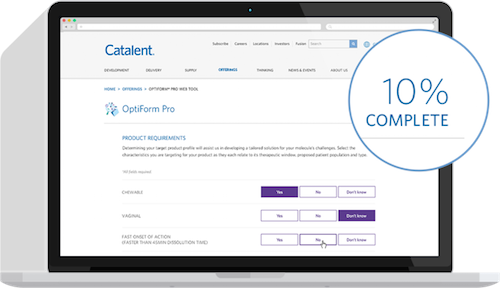 Catalent.
Subscribe Careers Locations Investors Fuller Search
DEVELOPMENT DELIVERY SUPPLY OFFERINGS THINKING NEWS & EVENTS ABOUT US
HOME > OFFERINGS > OPTIFORM® PRO WEB TOOL
OptiForm Pro
10%
COMPLETE
PRODUCT REQUIREMENTS
Determining your target product profile will assist us in developing a tailored solution for your molecule's challenges. Select the
characteristics you are targeting for your product as they each relate to its therapeutic window, proposed patient population and type.
CHEWABLE Yes No Don't know
VAGINAL Yes No Don't know
FAST ONSET OF ACTION Yes No Don't know
(FASTER THAN 45MIN DISSOLUTION TIME)